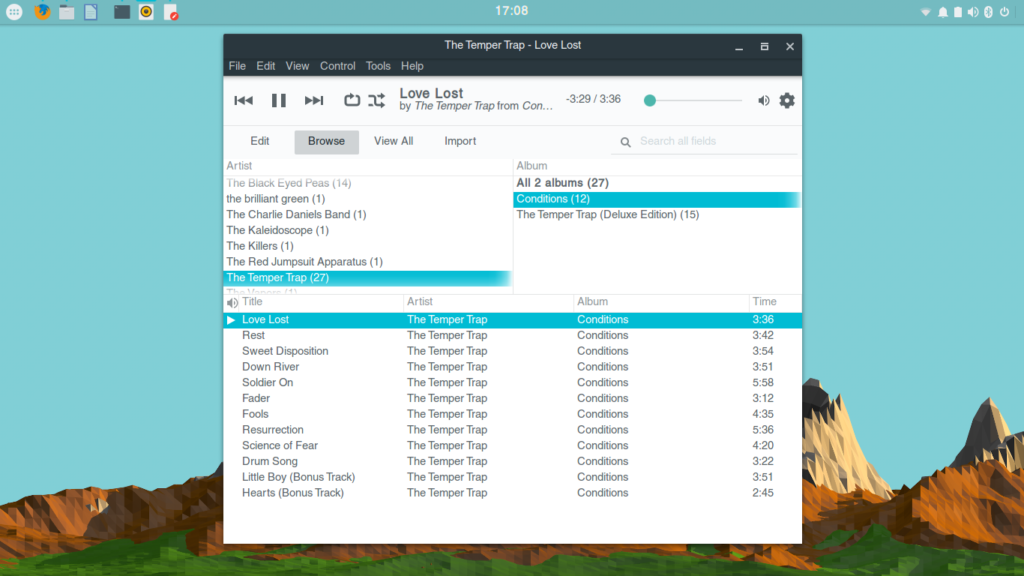 17:08
The Temper Trap - Love Lost
File Edit View Control Tools Help
Love Lost
by The Temper Trap from Con...
-3:29 / 3:36
Edit Browse View All Import Search all fields
Artist Album
The Black Eyed Peas (14) All 2 albums (27)
the brilliant green (1) Conditions (12)
The Charlie Daniels Band (1) The Temper Trap (Deluxe Edition) (15)
The Kaleidoscope (1)
The Killers (1)
The Red Jumpsuit Apparatus (1)
The Temper Trap (27)
The Vapors (1)
Title Artist Album Time
Love Lost The Temper Trap Conditions 3:36
Rest The Temper Trap Conditions 3:42
Sweet Disposition The Temper Trap Conditions 3:54
Down River The Temper Trap Conditions 3:51
Soldier On The Temper Trap Conditions 5:58
Fader The Temper Trap Conditions 3:12
Fools The Temper Trap Conditions 4:35
Resurrection The Temper Trap Conditions 5:36
Science of Fear The Temper Trap Conditions 4:20
Drum Song The Temper Trap Conditions 3:22
Little Boy (Bonus Track) The Temper Trap Conditions 3:51
Hearts (Bonus Track) The Temper Trap Conditions 2:45